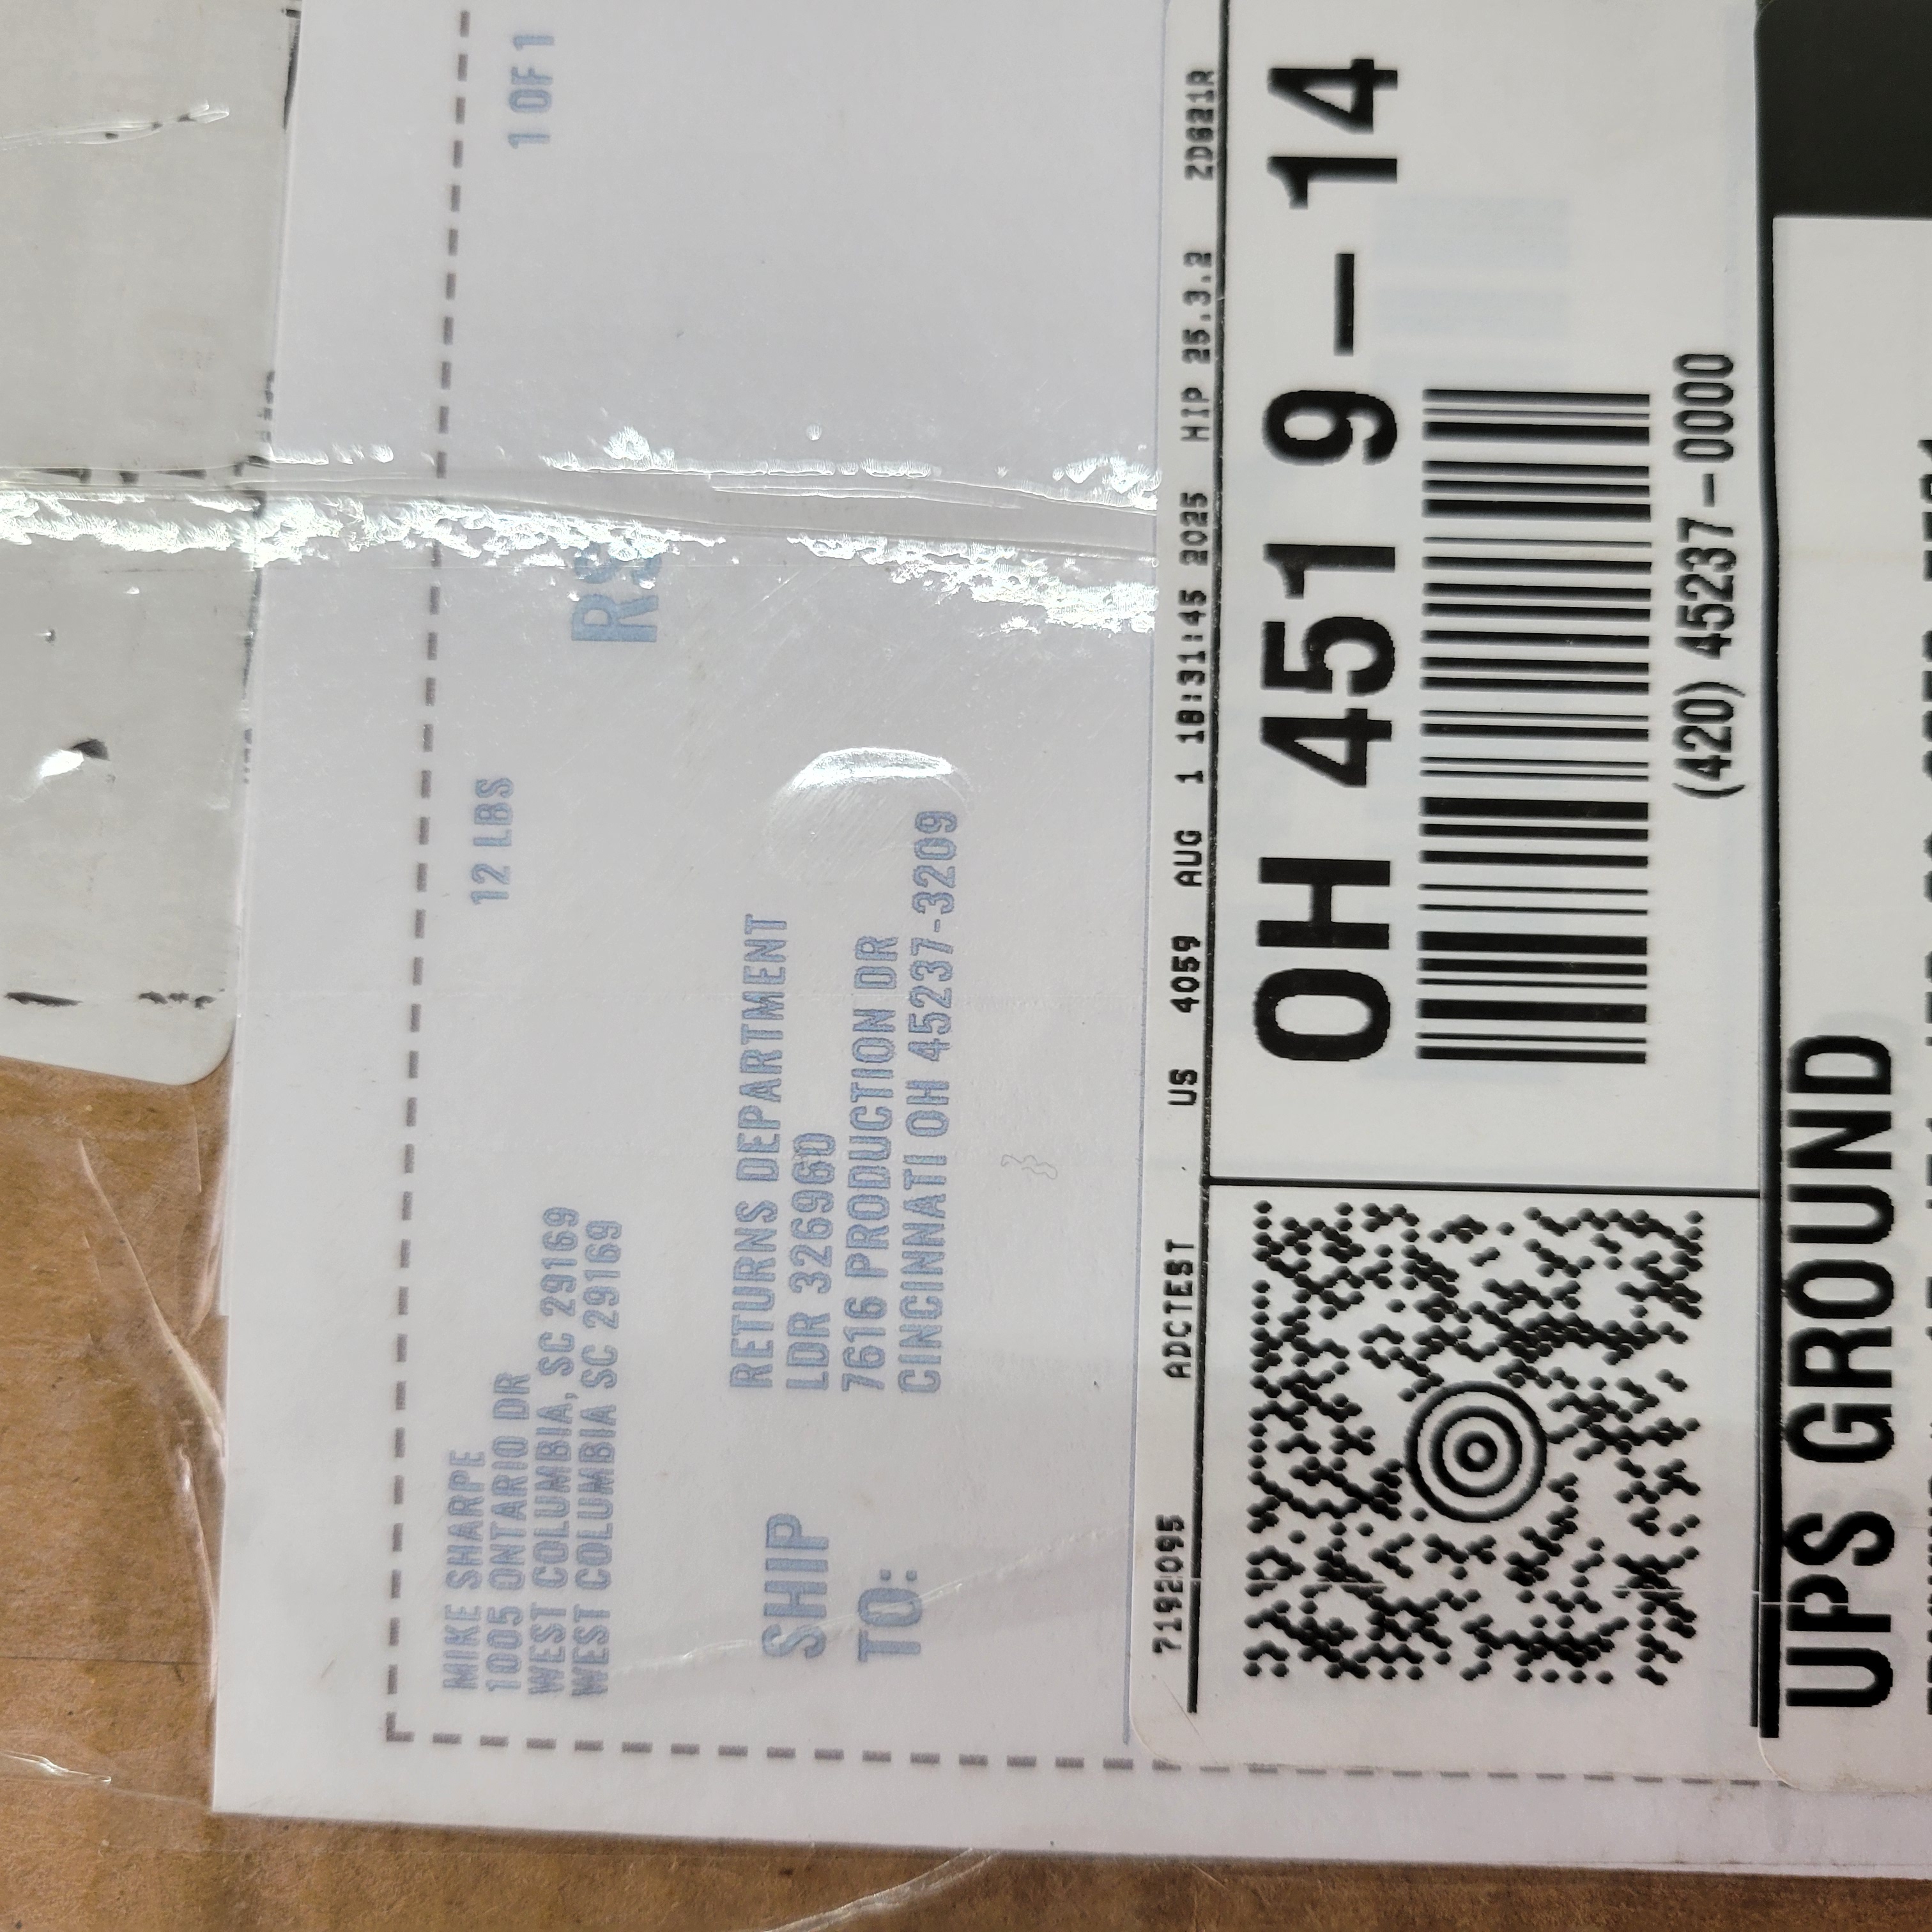 MIKE SHARPE
1005 ONTARIO DR
WEST COLUMBIA, SC 29169
WEST COLUMBIA SC 29169
12 LBS
1 OF 1
RS
SHIP
TO:
RETURNS DEPARTMENT
LDR 326960
7616 PRODUCTION DR
CINCINNATI OH 45237-3209
7192095 ADCTEST US 4059 AUG 1 18:31:45 2025 HIP 25.3.2 ZD621R
OH 451 9-14
(420) 45237-0000
UPS GROUND